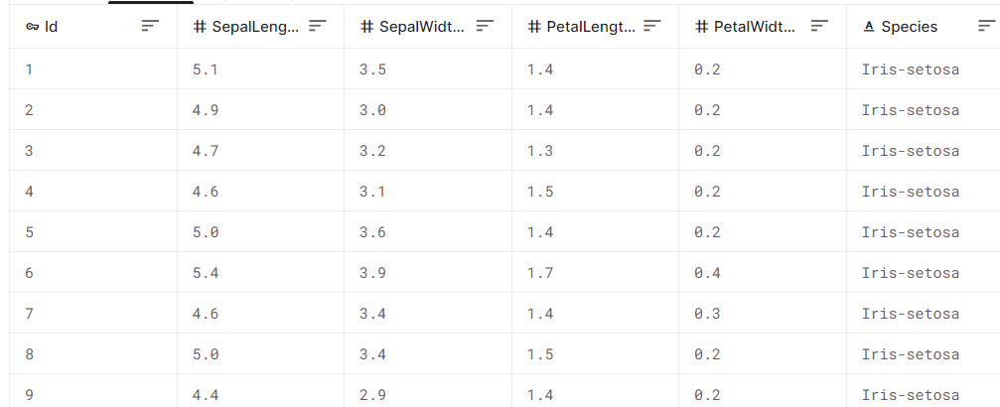 Id SepalLeng... SepalWidt... PetalLengt... PetalWidt... Species
1 5.1 3.5 1.4 0.2 Iris-setosa
2 4.9 3.0 1.4 0.2 Iris-setosa
3 4.7 3.2 1.3 0.2 Iris-setosa
4 4.6 3.1 1.5 0.2 Iris-setosa
5 5.0 3.6 1.4 0.2 Iris-setosa
6 5.4 3.9 1.7 0.4 Iris-setosa
7 4.6 3.4 1.4 0.3 Iris-setosa
8 5.0 3.4 1.5 0.2 Iris-setosa
9 4.4 2.9 1.4 0.2 Iris-setosa